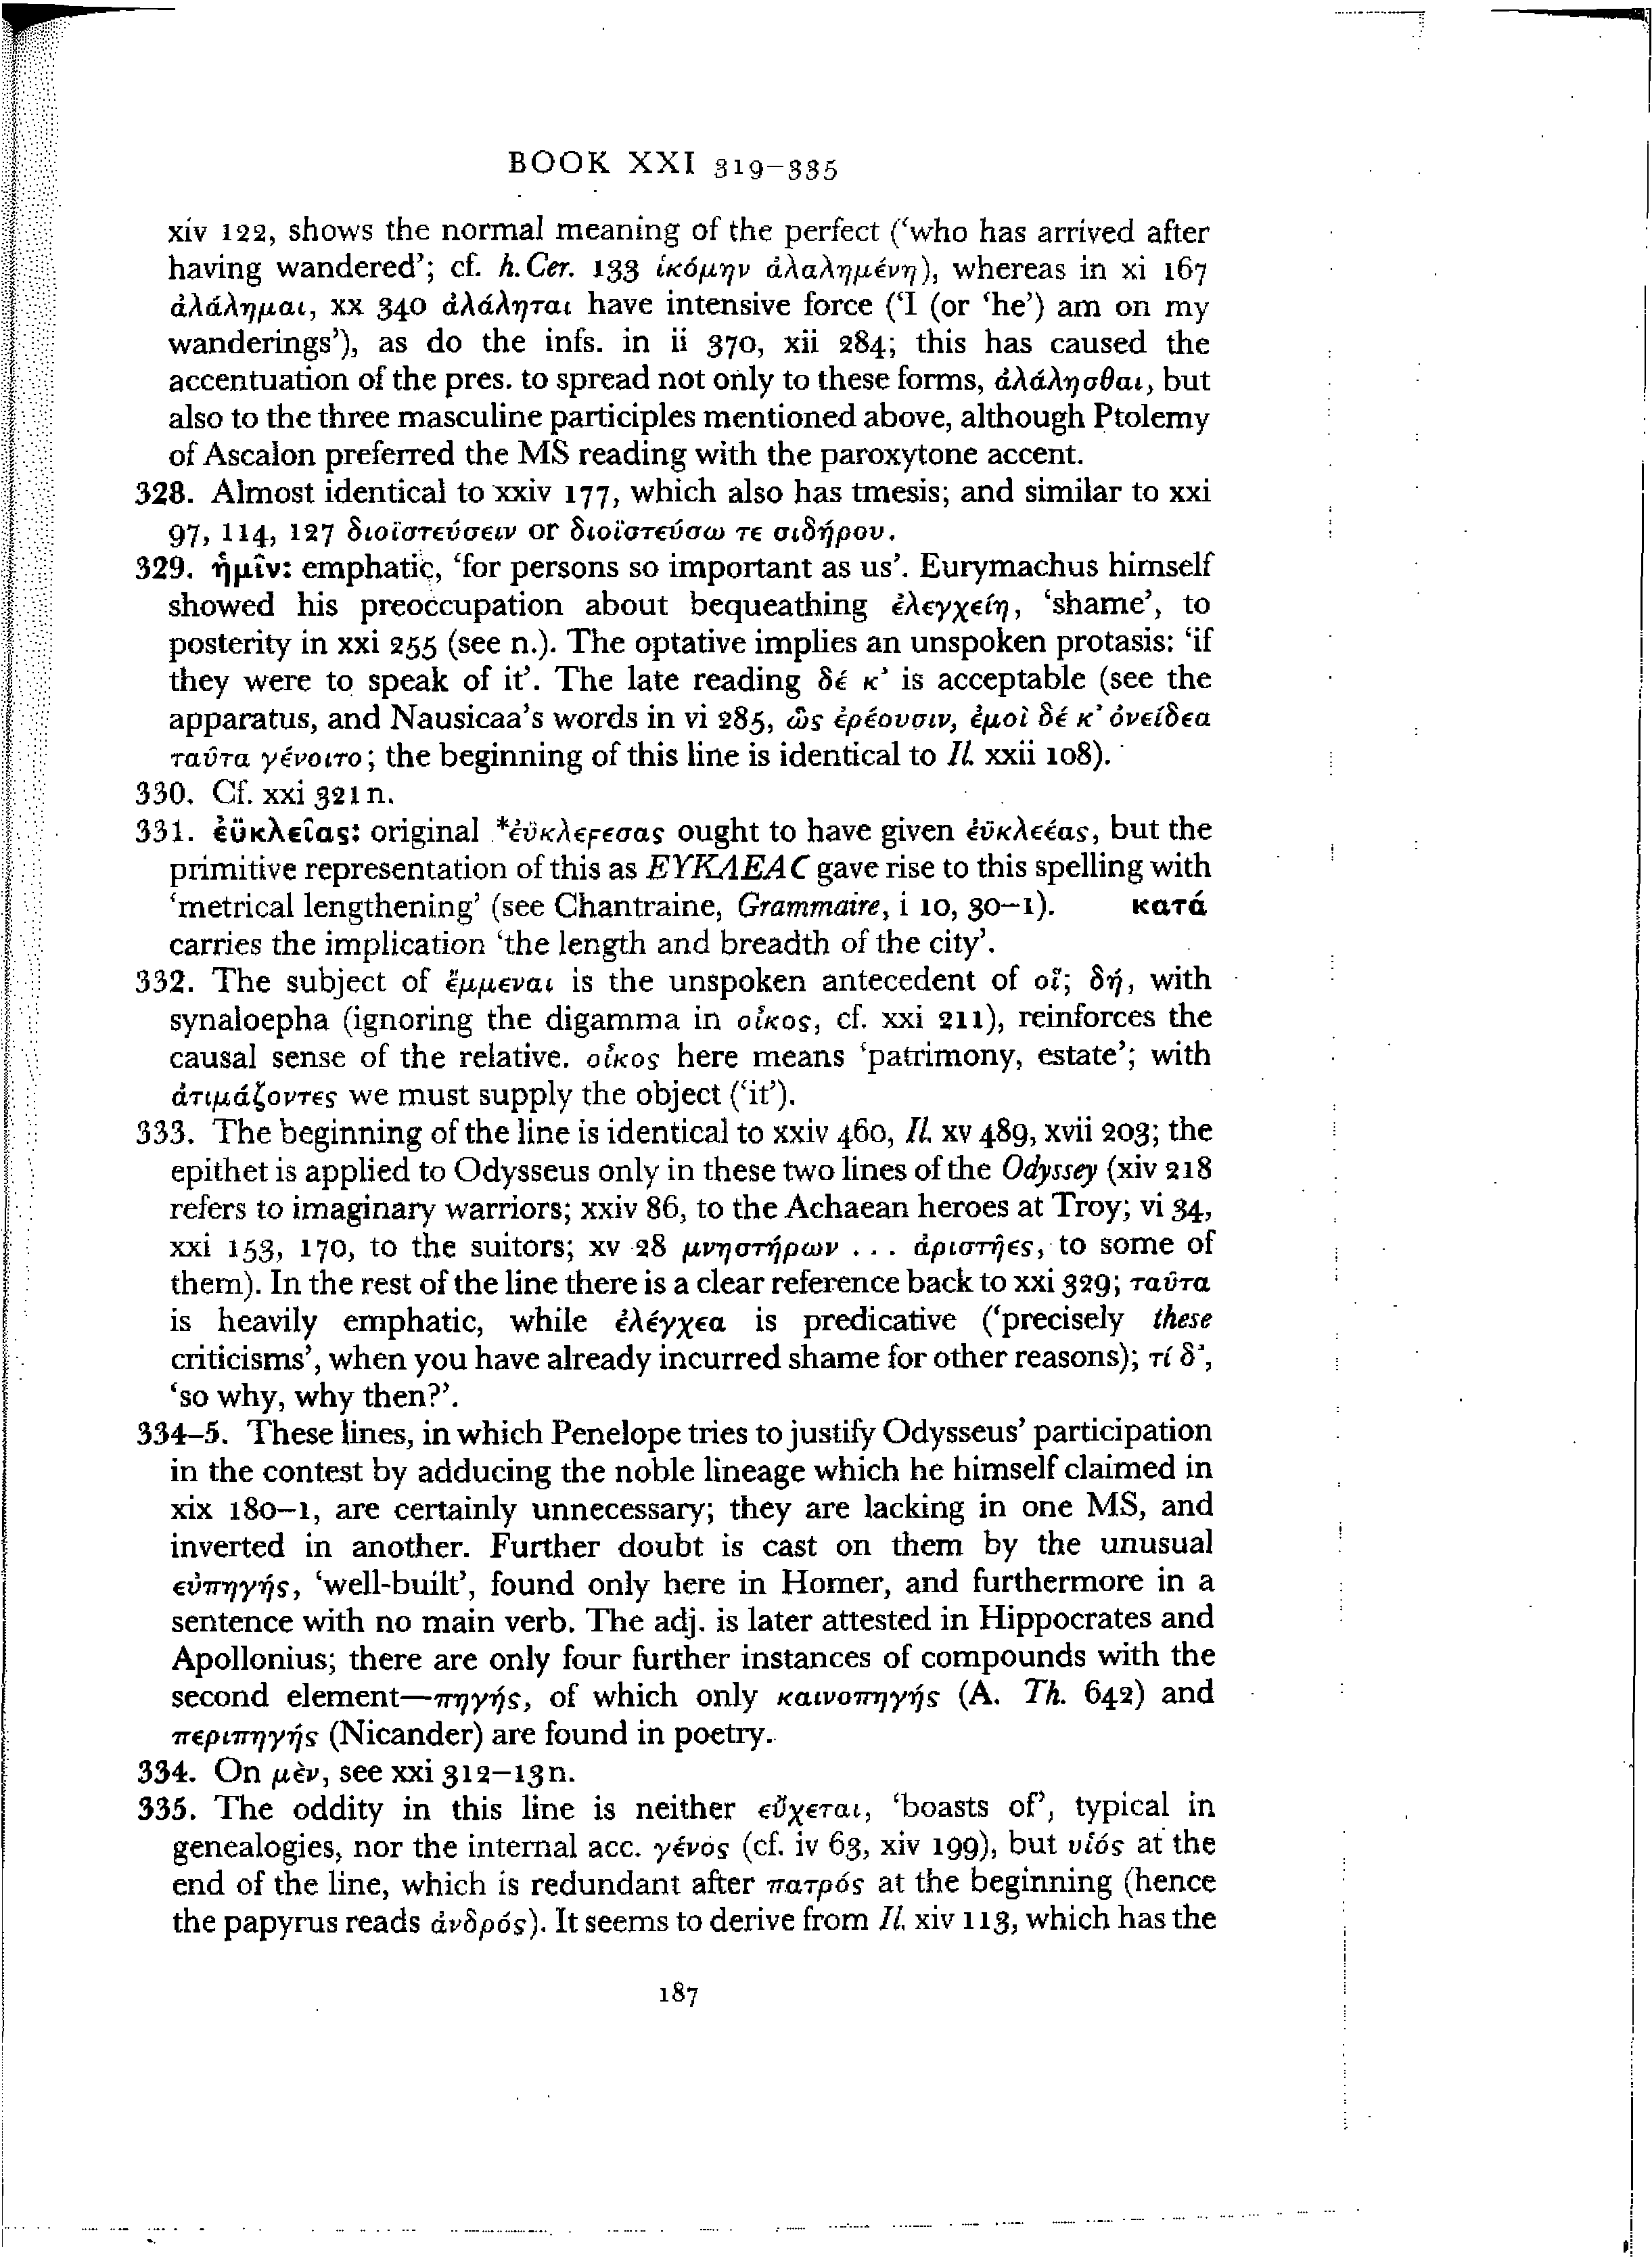 BOOK XXI 319–335
xiv 122, shows the normal meaning of the perfect (‘who has arrived after
having wandered’; cf. h. Cer. 133 ἱκόμην ἀλαλημένη), whereas in xi 167
ἀλάλημαι, xx 340 ἀλάληται have intensive force (‘I (or ‘he’) am on my
wanderings’), as do the infs. in ii 370, xii 284; this has caused the
accentuation of the pres. to spread not only to these forms, ἀλάλησθαι, but
also to the three masculine participles mentioned above, although Ptolemy
of Ascalon preferred the MS reading with the paroxytone accent.
328. Almost identical to xxiv 177, which also has tmesis; and similar to xxi
97, 114, 127 διοϊστεύσειν or διοϊστεύσω τε σιδήρου.
329. ἡμῖν: emphatic, ‘for persons so important as us’. Eurymachus himself
showed his preoccupation about bequeathing ἐλεγχείη, ‘shame’, to
posterity in xxi 255 (see n.). The optative implies an unspoken protasis: ‘if
they were to speak of it’. The late reading δέ κ’ is acceptable (see the
apparatus, and Nausicaa’s words in vi 285, ὣς ἐρέουσιν, ἐμοὶ δέ κ’ ὀνείδεα
ταῦτα γένοιτο; the beginning of this line is identical to Il. xxii 108).
330. Cf. xxi 321 n.
331. ἐϋκλεῖας: original *ἐϋκλεϝεσας ought to have given ἐϋκλεέας, but the
primitive representation of this as ΕΥΚΛΕΑϹ gave rise to this spelling with
‘metrical lengthening’ (see Chantraine, Grammaire, i 10, 30–1). κατά
carries the implication ‘the length and breadth of the city’.
332. The subject of ἔμμεναι is the unspoken antecedent of οἵ; δή, with
synaloepha (ignoring the digamma in οἶκος, cf. xxi 211), reinforces the
causal sense of the relative. οἶκος here means ‘patrimony, estate’; with
ἀτιμάζοντες we must supply the object (‘it’).
333. The beginning of the line is identical to xxiv 460, Il. xv 489, xvii 203; the
epithet is applied to Odysseus only in these two lines of the Odyssey (xiv 218
refers to imaginary warriors; xxiv 86, to the Achaean heroes at Troy; vi 34,
xxi 153, 170, to the suitors; xv 28 μνηστήρων . . . ἀριστῆες, to some of
them). In the rest of the line there is a clear reference back to xxi 329; ταῦτα
is heavily emphatic, while ἐλέγχεα is predicative (‘precisely these
criticisms’, when you have already incurred shame for other reasons); τί δ’,
‘so why, why then?’.
334–5. These lines, in which Penelope tries to justify Odysseus’ participation
in the contest by adducing the noble lineage which he himself claimed in
xix 180–1, are certainly unnecessary; they are lacking in one MS, and
inverted in another. Further doubt is cast on them by the unusual
εὐπηγής, ‘well-built’, found only here in Homer, and furthermore in a
sentence with no main verb. The adj. is later attested in Hippocrates and
Apollonius; there are only four further instances of compounds with the
second element—πηγής, of which only καινοπηγής (A. Th. 642) and
περιπηγής (Nicander) are found in poetry.
334. On μὲν, see xxi 312–13 n.
335. The oddity in this line is neither εὔχεται, ‘boasts of’, typical in
genealogies, nor the internal acc. γένος (cf. iv 63, xiv 199), but υἱός at the
end of the line, which is redundant after πατρός at the beginning (hence
the papyrus reads ἀνδρός). It seems to derive from Il. xiv 113, which has the
187